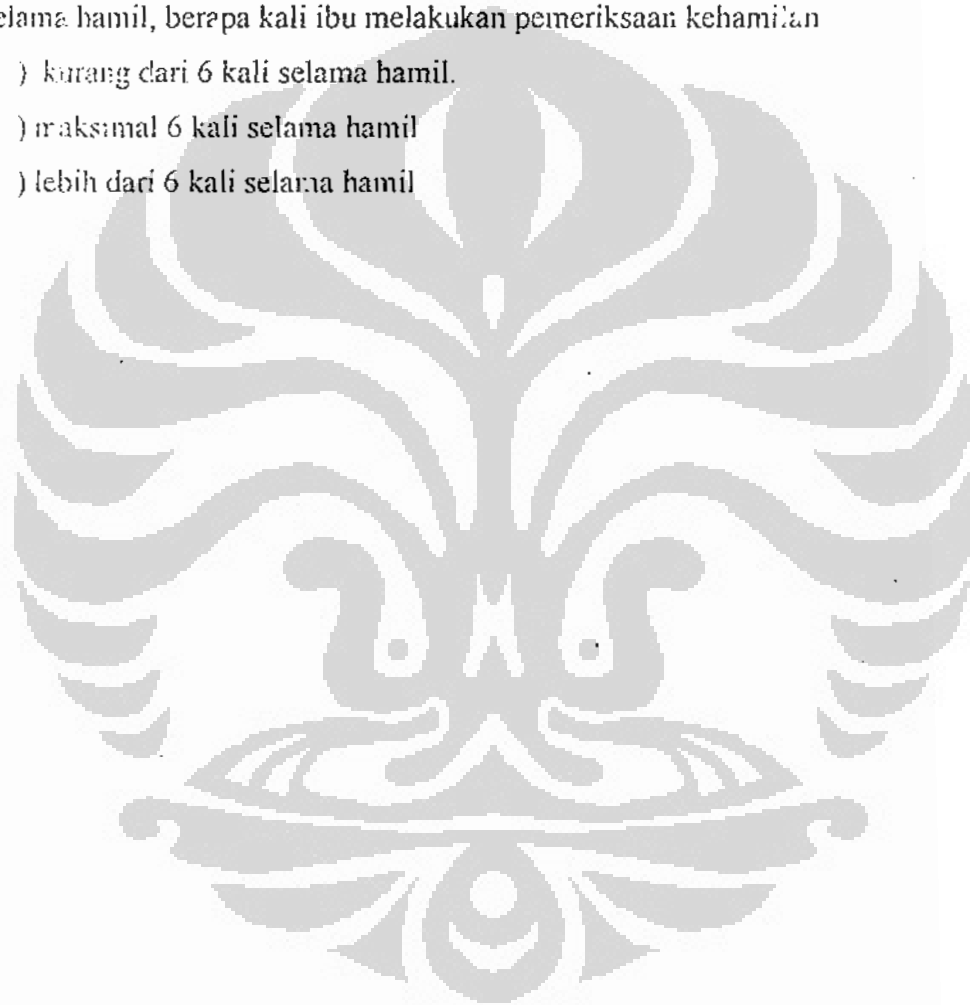 elama hamil, berapa kali ibu melakukan pemeriksaan kehamilan
) kurang dari 6 kali selama hamil.
) maksimal 6 kali selama hamil
) lebih dari 6 kali selama hamil